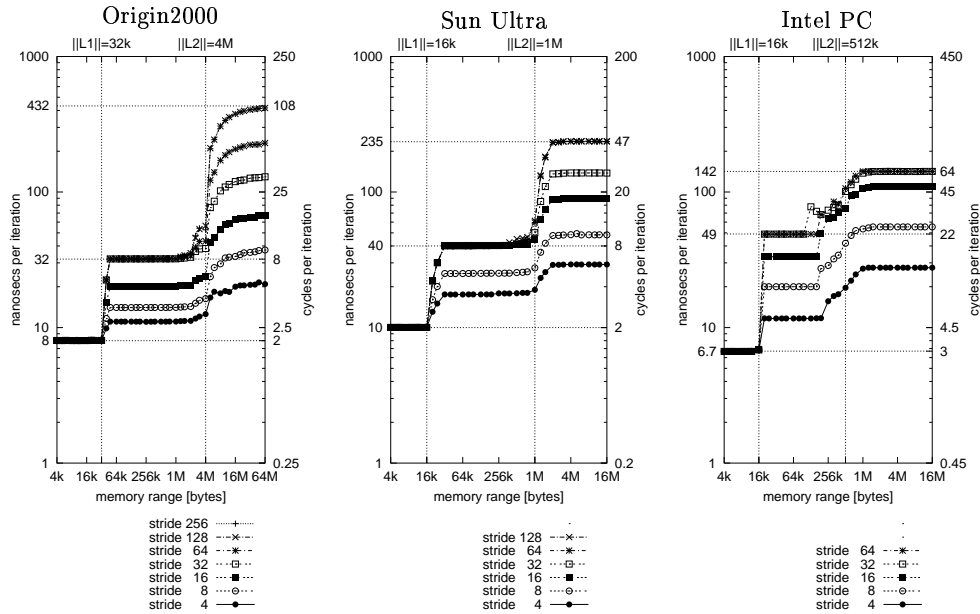 Origin2000
||L1||=32k
||L2||=4M
1000
432
100
32
10
8
1
250
108
25
8
2.5
2
0.25
nanosecs per iteration
cycles per iteration
4k 16k 64k 256k 1M 4M 16M 64M
memory range [bytes]
stride 256
stride 128
stride 64
stride 32
stride 16
stride 8
stride 4
Sun Ultra
||L1||=16k
||L2||=1M
1000
235
100
40
10
1
200
47
20
8
2
0.2
nanosecs per iteration
cycles per iteration
4k 16k 64k 256k 1M 4M 16M
memory range [bytes]
stride 128
stride 64
stride 32
stride 16
stride 8
stride 4
Intel PC
||L1||=16k
||L2||=512k
1000
142
100
49
10
6.7
1
450
64
45
22
4.5
3
0.45
nanosecs per iteration
cycles per iteration
4k 16k 64k 256k 1M 4M 16M
memory range [bytes]
stride 64
stride 32
stride 16
stride 8
stride 4